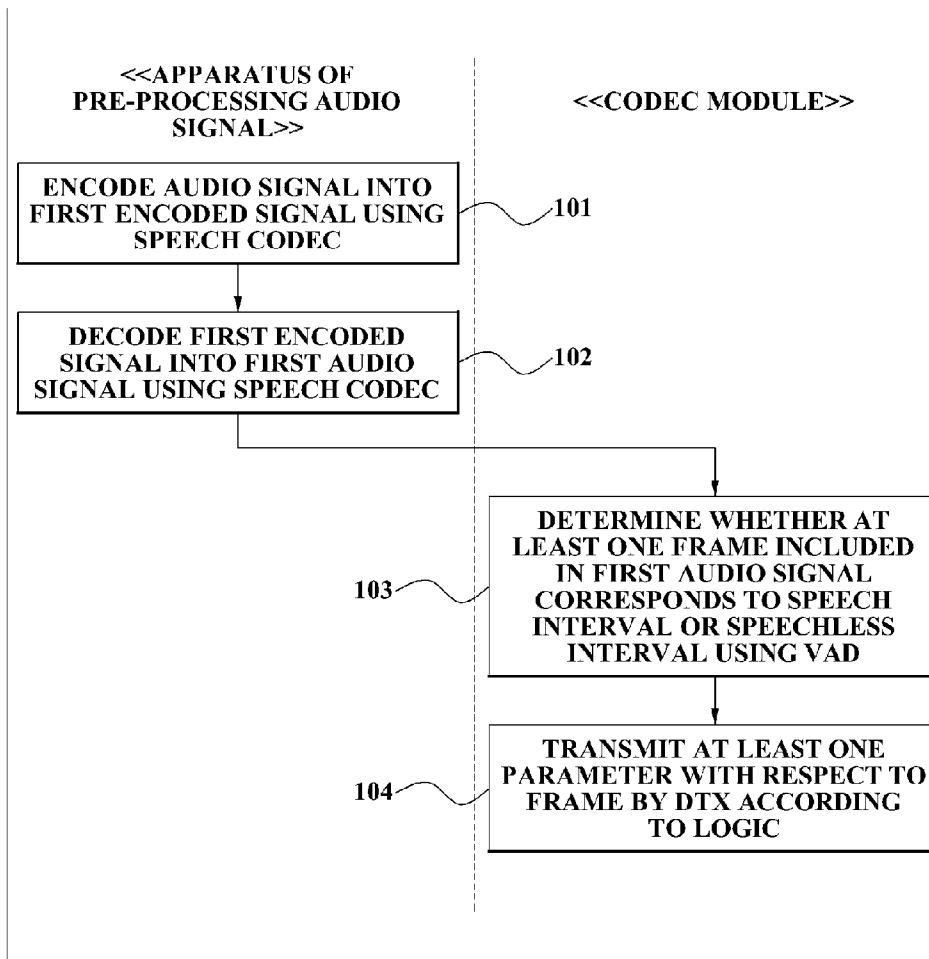 <<APPARATUS OF
PRE-PROCESSING AUDIO
SIGNAL>>
<<CODEC MODULE>>
ENCODE AUDIO SIGNAL INTO
FIRST ENCODED SIGNAL USING
SPEECH CODEC
101
DECODE FIRST ENCODED
SIGNAL INTO FIRST AUDIO
SIGNAL USING SPEECH CODEC
102
DETERMINE WHETHER AT
LEAST ONE FRAME INCLUDED
IN FIRST AUDIO SIGNAL
CORRESPONDS TO SPEECH
INTERVAL OR SPEECHLESS
INTERVAL USING VAD
103
TRANSMIT AT LEAST ONE
PARAMETER WITH RESPECT TO
FRAME BY DTX ACCORDING
TO LOGIC
104